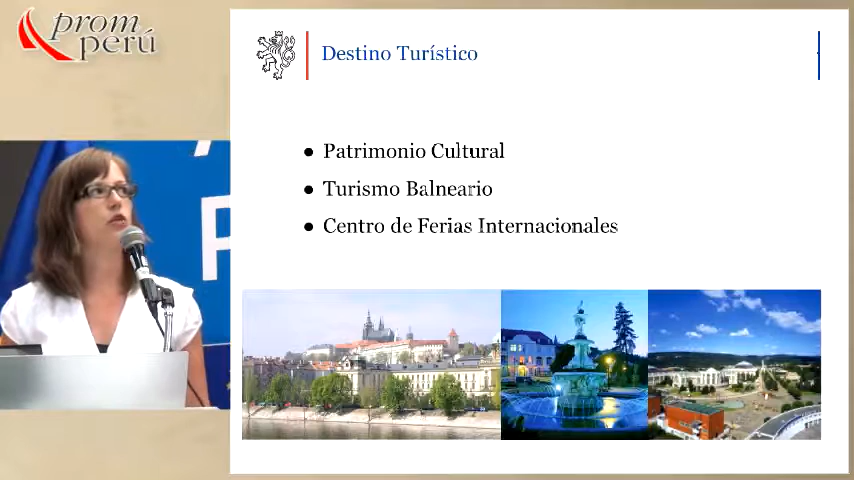 prom
perú
Destino Turístico
● Patrimonio Cultural
● Turismo Balneario
● Centro de Ferias Internacionales